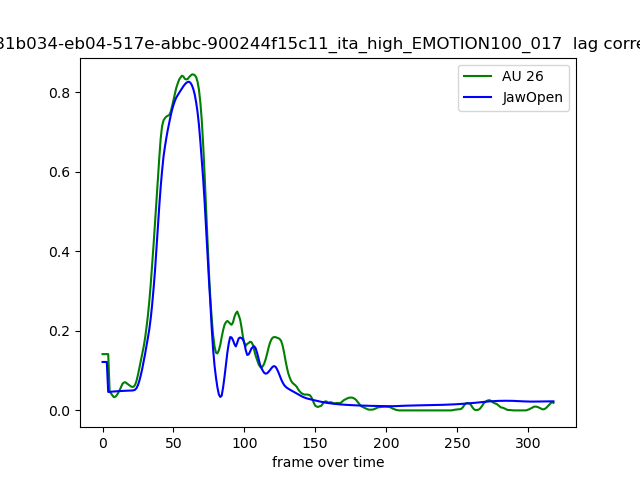 31b034-eb04-517e-abbc-900244f15c11_ita_high_EMOTION100_017 lag corre
AU 26
JawOpen
0.8
0.6
0.4
0.2
0.0
0 50 100 150 200 250 300
frame over time